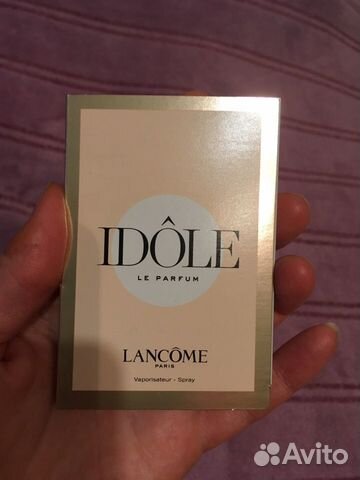 IDÔLE
LE PARFUM
LANCÔME
PARIS
Vaporisateur - Spray
Avito